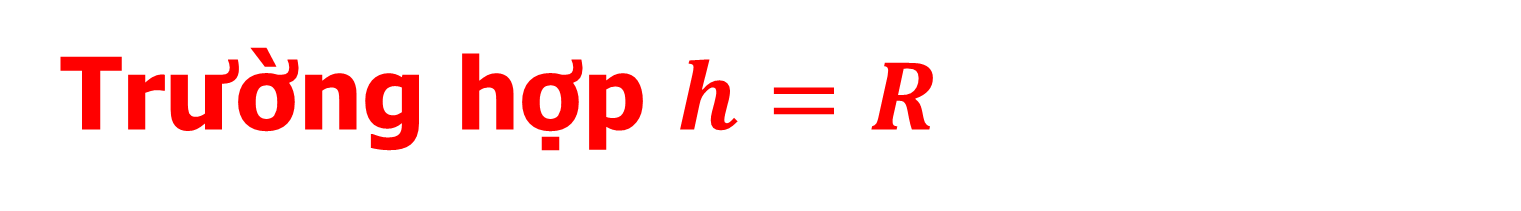 Trường hợp h = R